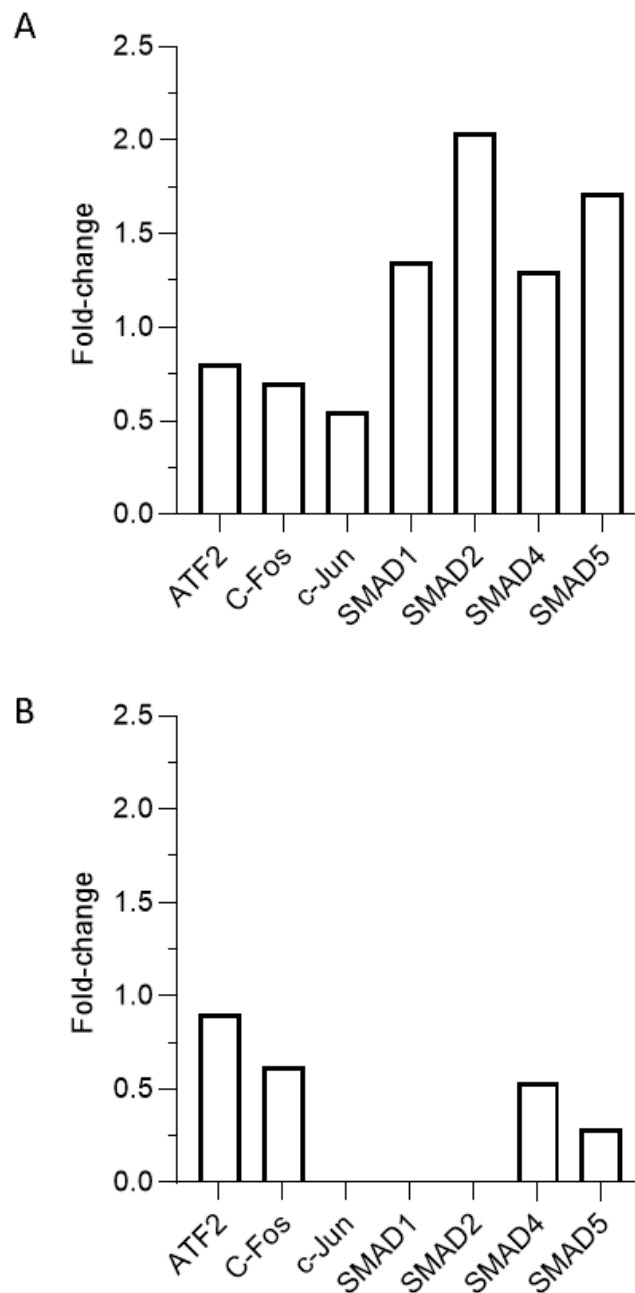 A
2.5
2.0
1.5
1.0
0.5
0.0
Fold-change
ATF2
C-Fos
c-Jun
SMAD1
SMAD2
SMAD4
SMAD5
B
2.5
2.0
1.5
1.0
0.5
0.0
Fold-change
ATF2
C-Fos
c-Jun
SMAD1
SMAD2
SMAD4
SMAD5